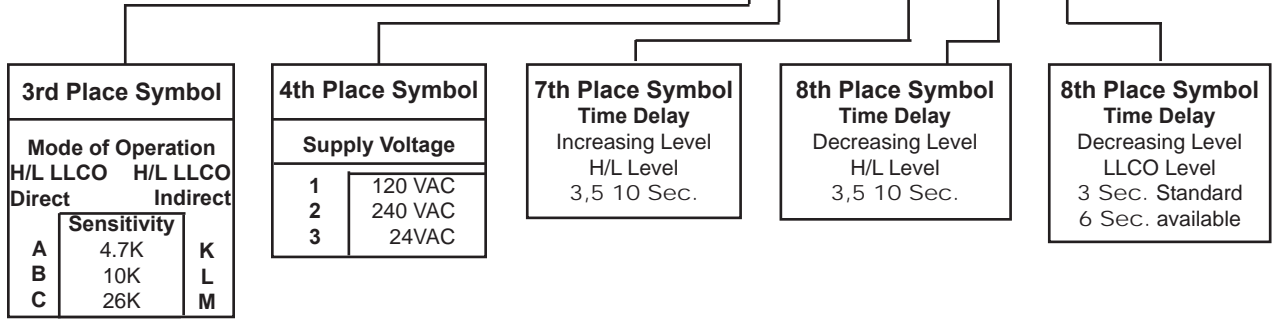 3rd Place Symbol
Mode of Operation
H/L LLCO H/L LLCO
Direct Indirect
Sensitivity
A 4.7K K
B 10K L
C 26K M
4th Place Symbol
Supply Voltage
1 120 VAC
2 240 VAC
3 24VAC
7th Place Symbol
Time Delay
Increasing Level
H/L Level
3,5 10 Sec.
8th Place Symbol
Time Delay
Decreasing Level
H/L Level
3,5 10 Sec.
8th Place Symbol
Time Delay
Decreasing Level
LLCO Level
3 Sec. Standard
6 Sec. available